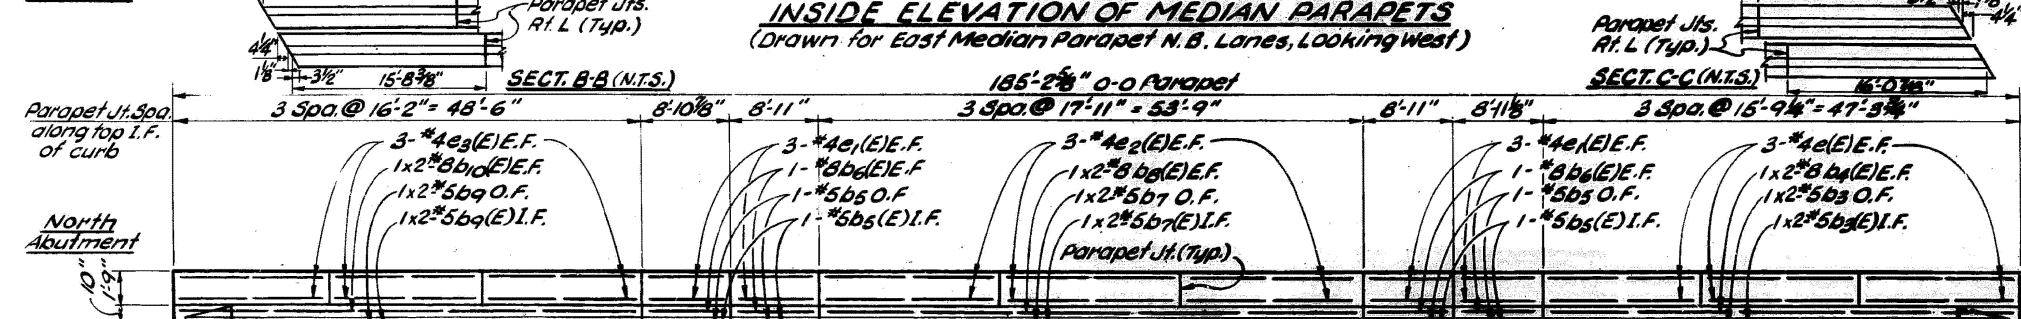 Parapet Jts.
Rt. L (Typ.)
4¼"
1⅛"
3½"
15'-8⅜"
SECT. B-B (N.T.S.)
INSIDE ELEVATION OF MEDIAN PARAPETS
(Drawn for East Median Parapet N.B. Lanes, Looking West)
Parapet Jts.
Rt. L (Typ.)
4¼"
SECT. C-C (N.T.S.)
16'-0⅞"
185'-2⅝" o-o Parapet
Parapet Jt. Spa.
along top I.F.
of curb
3 Spa. @ 16'-2" = 48'-6"
8'-10⅞"
8'-11"
3 Spa. @ 17'-11" = 53'-9"
8'-11"
8'-11⅛"
3 Spa. @ 15'-9¼" = 47'-3¾"
3-#4e3(E)E.F.
1x2-#8b10(E)E.F.
1x2-#5b9 O.F.
1x2-#5b9(E)I.F.
3-#4e1(E)E.F.
1-#8b6(E)E.F
1-#5b5 O.F
1-#5b5(E)I.F.
3-#4e2(E)E.F.
1x2-#8b8(E)E.F.
1x2-#5b7 O.F.
1x2-#5b7(E)I.F.
Parapet Jt. (Typ.)
3-#4e1(E)E.F.
1-#8b6(E)E.F.
1-#5b5 O.F.
1-#5b5(E)I.F.
3-#4e(E)E.F.
1x2-#8b4(E)E.F.
1x2-#5b3 O.F.
1x2-#5b3(E)I.F.
North
Abutment
1'-6"
10"